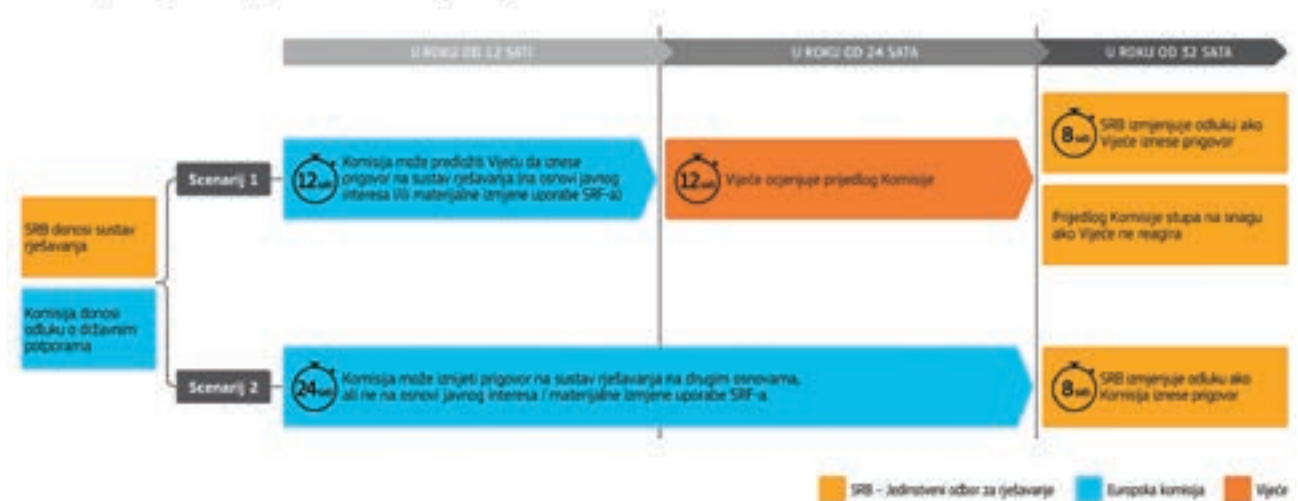 U ROKU OD 12 SATI
U ROKU OD 24 SATA
U ROKU OD 32 SATA
SRB donosi sustav
rješavanja
Komisija donosi
odluku o državnim
potporama
Scenarij 1
12 sati
Komisija može predložiti Vijeću da iznese
prigovor na sustav rješavanja (na osnovi javnog
interesa i/ili materijalne izmjene uporabe SRF-a)
12 sati
Vijeće ocjenjuje prijedlog Komisije
8 sati
SRB izmjenjuje odluku ako
Vijeće iznese prigovor
Prijedlog Komisije stupa na snagu
ako Vijeće ne reagira
Scenarij 2
24 sata
Komisija može iznijeti prigovor na sustav rješavanja na drugim osnovama,
ali ne na osnovi javnog interesa / materijalne izmjene uporabe SRF-a
8 sati
SRB izmjenjuje odluku ako
Komisija iznese prigovor
SRB – Jedinstveni odbor za rješavanje
Europska komisija
Vijeće